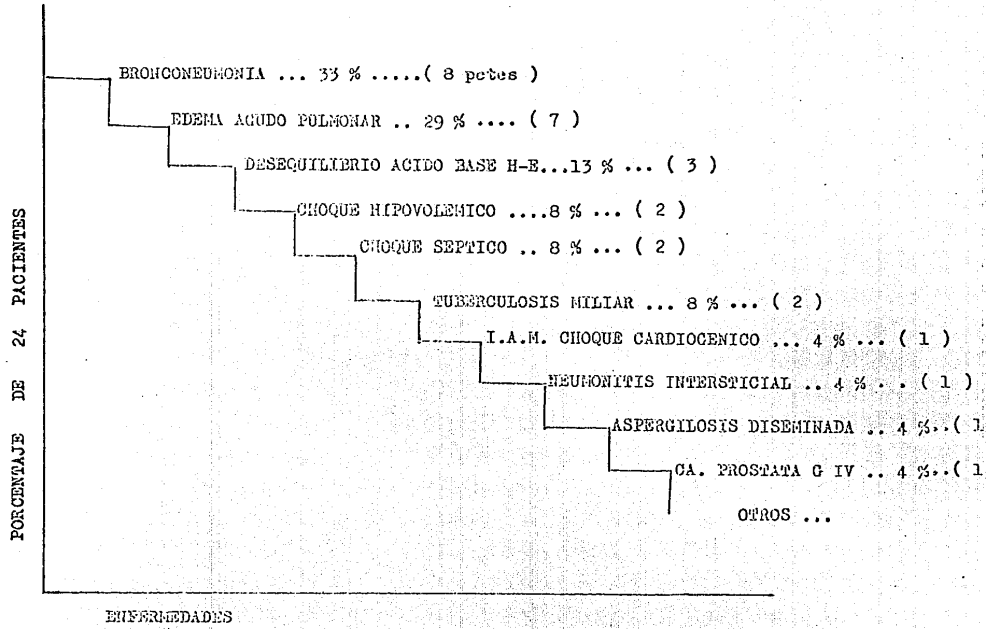 BRONCONEUMONIA ... 33 % .....( 8 pctes )
EDEMA AGUDO PULMONAR .. 29 % .... ( 7 )
DESEQUILIBRIO ACIDO BASE H-E...13 % ... ( 3 )
CHOQUE HIPOVOLEMICO ....8 % ... ( 2 )
CHOQUE SEPTICO .. 8 % ... ( 2 )
TUBERCULOSIS MILIAR ... 8 % ... ( 2 )
I.A.M. CHOQUE CARDIOGENICO ... 4 % ... ( 1 )
NEUMONITIS INTERSTICIAL .. 4 % . . ( 1 )
ASPERGILOSIS DISEMINADA .. 4 %..( 1
CA. PROSTATA G IV .. 4 %..( 1
OTROS ...
PORCENTAJE DE 24 PACIENTES
ENFERMEDADES